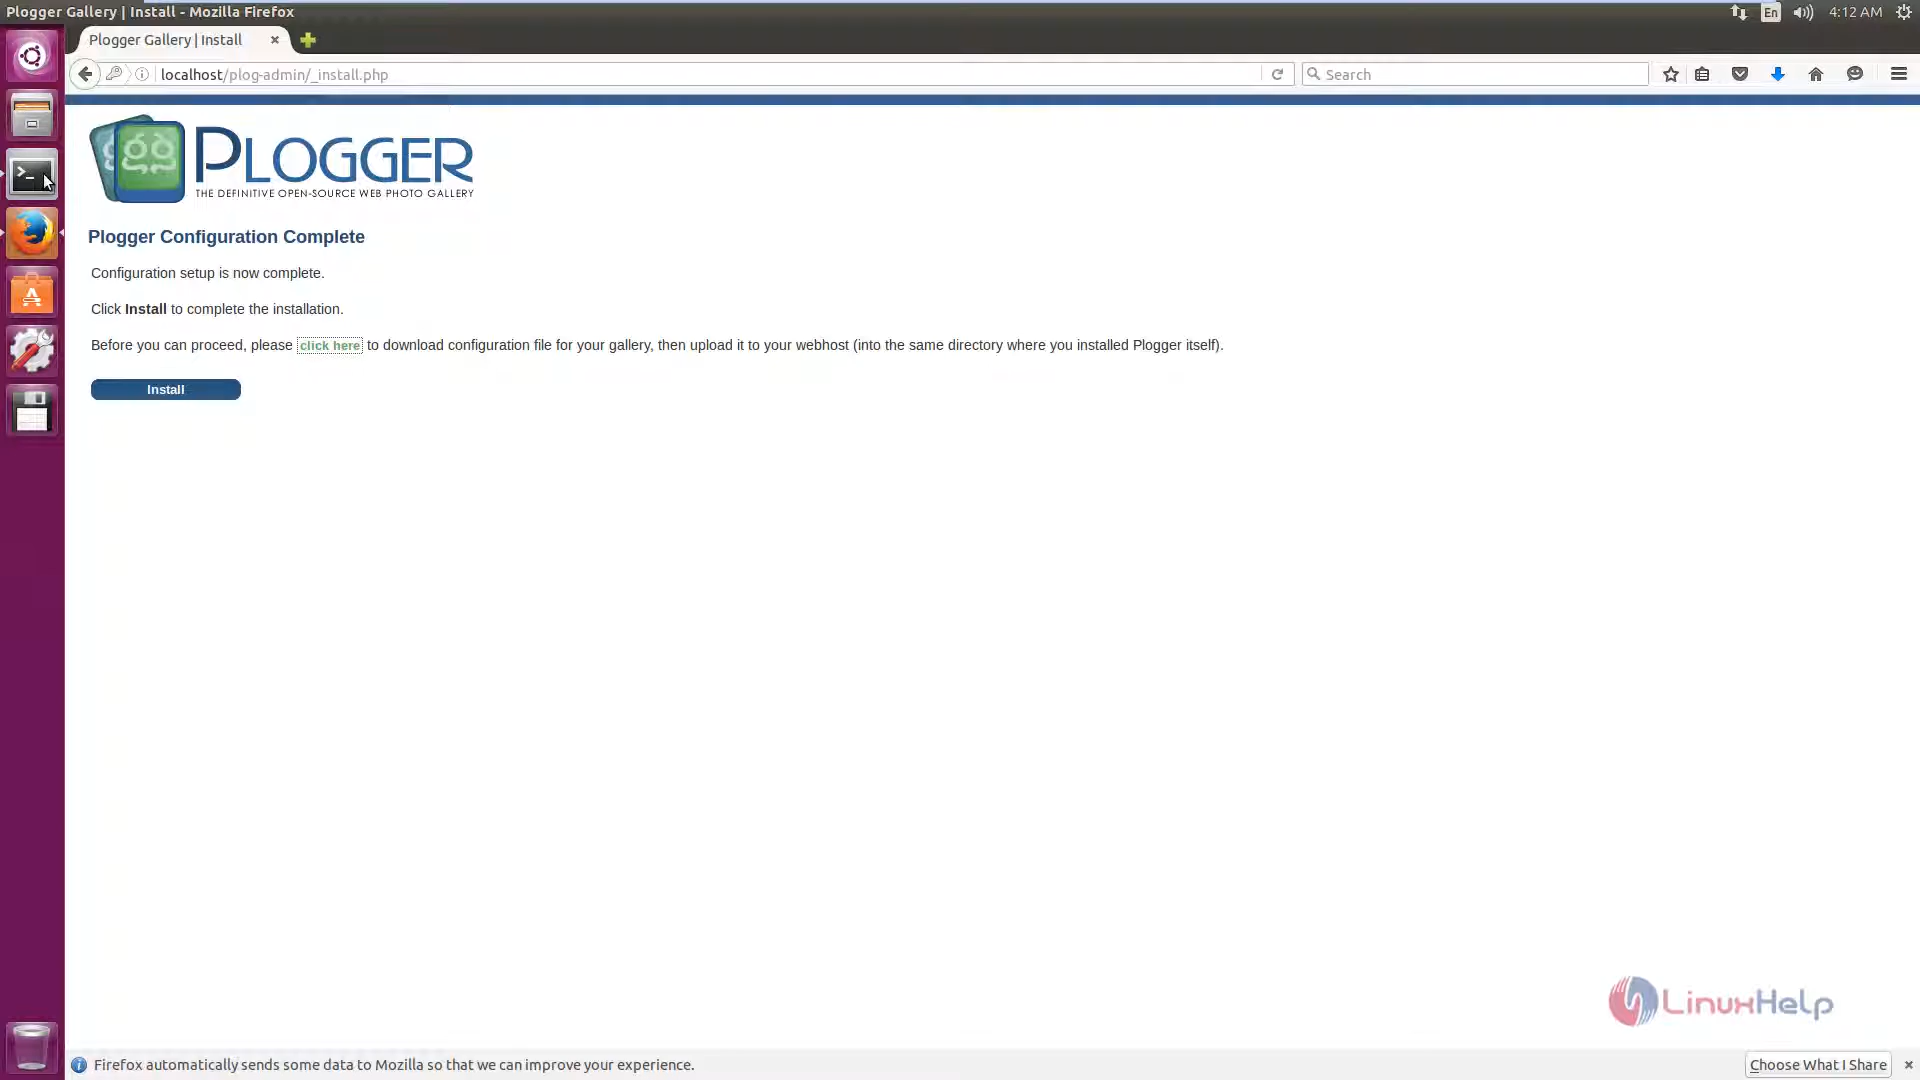 Plogger Gallery | Install - Mozilla Firefox
En
4:12 AM
Plogger Gallery | Install
localhost/plog-admin/_install.php
Search
PLOGGER
THE DEFINITIVE OPEN-SOURCE WEB PHOTO GALLERY
Plogger Configuration Complete
Configuration setup is now complete.
Click Install to complete the installation.
Before you can proceed, please click here to download configuration file for your gallery, then upload it to your webhost (into the same directory where you installed Plogger itself).
Install
LinuxHelp
Firefox automatically sends some data to Mozilla so that we can improve your experience.
Choose What I Share